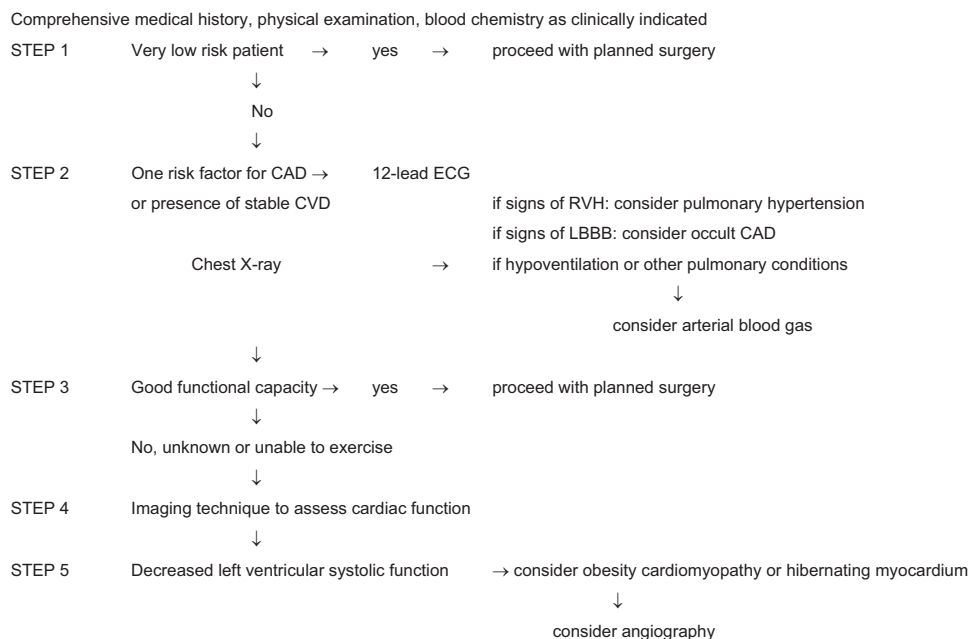 Comprehensive medical history, physical examination, blood chemistry as clinically indicated
STEP 1 Very low risk patient → yes → proceed with planned surgery
↓
No
↓
STEP 2 One risk factor for CAD → 12-lead ECG
or presence of stable CVD if signs of RVH: consider pulmonary hypertension
if signs of LBBB: consider occult CAD
Chest X-ray → if hypoventilation or other pulmonary conditions
↓
consider arterial blood gas
↓
STEP 3 Good functional capacity → yes → proceed with planned surgery
↓
No, unknown or unable to exercise
↓
STEP 4 Imaging technique to assess cardiac function
↓
STEP 5 Decreased left ventricular systolic function → consider obesity cardiomyopathy or hibernating myocardium
↓
consider angiography